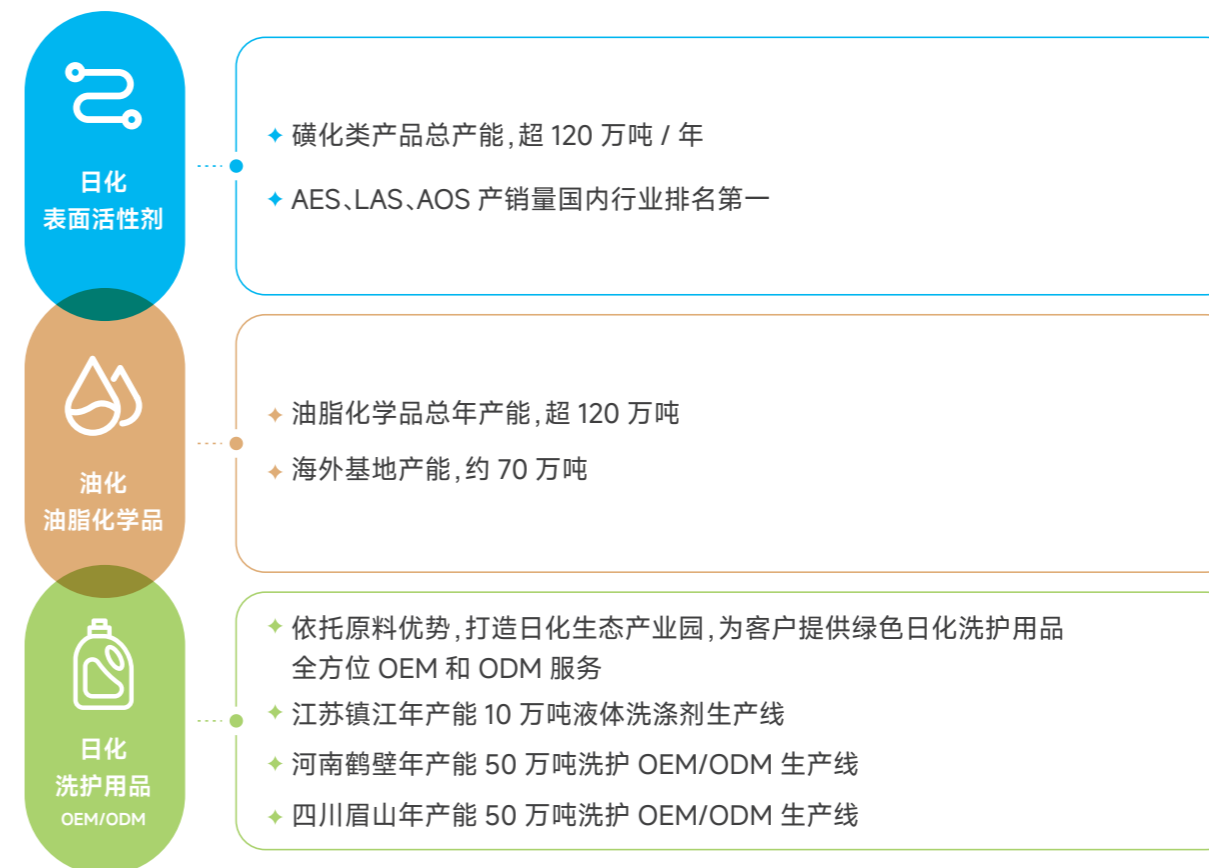 日化
表面活性剂
磺化类产品总产能,超 120 万吨 / 年
AES、LAS、AOS 产销量国内行业排名第一
油化
油脂化学品
油脂化学品总年产能,超 120 万吨
海外基地产能,约 70 万吨
日化
洗护用品
OEM/ODM
依托原料优势,打造日化生态产业园,为客户提供绿色日化洗护用品
全方位 OEM 和 ODM 服务
江苏镇江年产能 10 万吨液体洗涤剂生产线
河南鹤壁年产能 50 万吨洗护 OEM/ODM 生产线
四川眉山年产能 50 万吨洗护 OEM/ODM 生产线